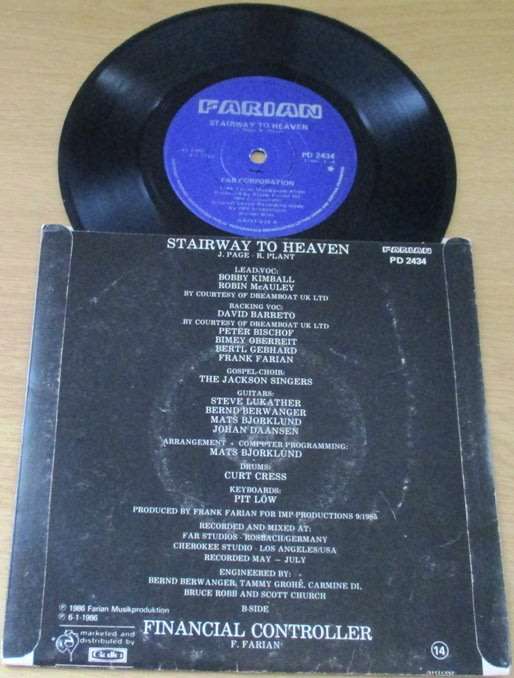 FARIAN
STAIRWAY TO HEAVEN
PD 2434
FAR CORPORATION
STAIRWAY TO HEAVEN
J. PAGE - R. PLANT
FARIAN
PD 2434
LEAD-VOC:
BOBBY KIMBALL
ROBIN McAULEY
BY COURTESY OF DREAMBOAT UK LTD
BACKING VOC:
DAVID BARRETO
BY COURTESY OF DREAMBOAT UK LTD
PETER BISCHOF
BIMEY OBERREIT
BERTL GEBHARD
FRANK FARIAN
GOSPEL-CHOIR:
THE JACKSON SINGERS
GUITARS:
STEVE LUKATHER
BERND BERWANGER
MATS BJORKLUND
JOHAN DAANSEN
ARRANGEMENT + COMPUTER PROGRAMMING:
MATS BJORKLUND
DRUMS:
CURT CRESS
KEYBOARDS:
PIT LÖW
PRODUCED BY FRANK FARIAN FOR IMP-PRODUCTIONS 9/1985
RECORDED AND MIXED AT:
FAR STUDIOS - ROSBACH/GERMANY
CHEROKEE STUDIO - LOS ANGELES/USA
RECORDED MAY - JULY
ENGINEERED BY:
BERND BERWANGER, TAMMY GROHÉ, CARMINE DI,
BRUCE ROBB AND SCOTT CHURCH
℗ 1986 Farian Musikproduktion
℗ 6-1-1986
B-SIDE
FINANCIAL CONTROLLER
F. FARIAN
marketed and
distributed by
Gallo
14